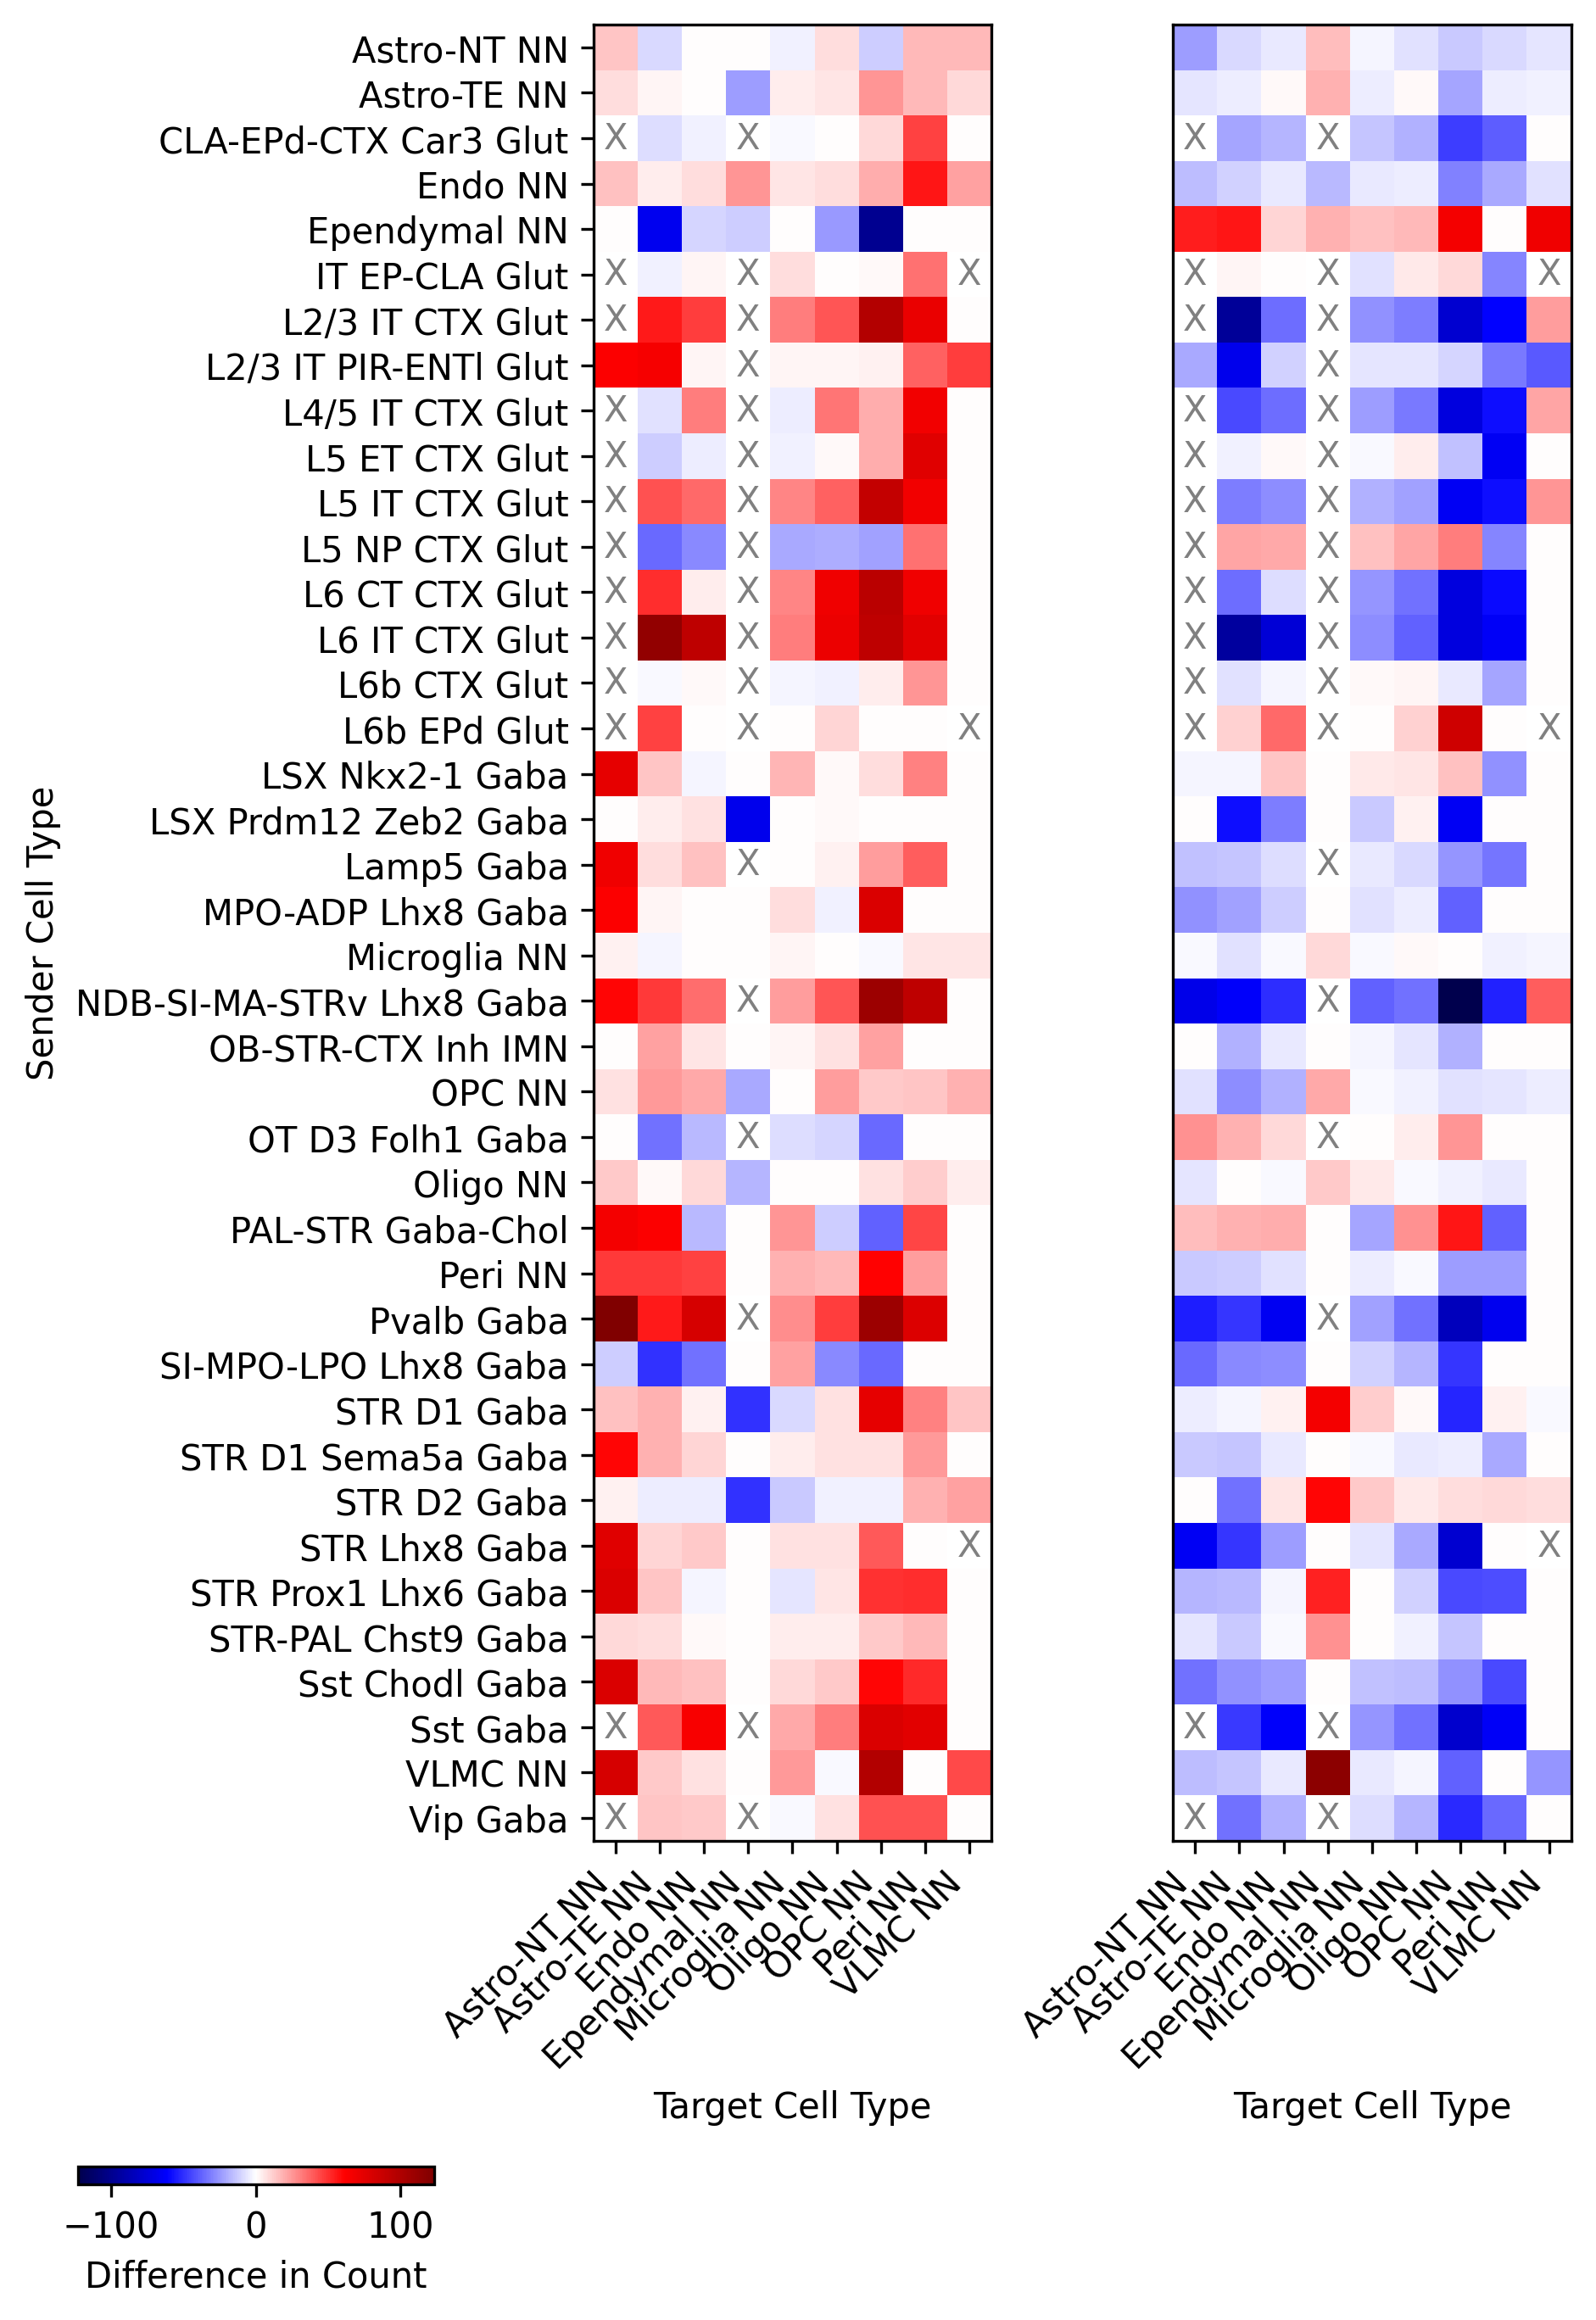 Astro-NT NN
Astro-TE NN
CLA-EPd-CTX Car3 Glut X X X X
Endo NN
Ependymal NN
IT EP-CLA Glut X X X X X X
L2/3 IT CTX Glut X X X X
L2/3 IT PIR-ENTl Glut X X
L4/5 IT CTX Glut X X X X
L5 ET CTX Glut X X X X
L5 IT CTX Glut X X X X
L5 NP CTX Glut X X X X
L6 CT CTX Glut X X X X
L6 IT CTX Glut X X X X
L6b CTX Glut X X X X
L6b EPd Glut X X X X X X
LSX Nkx2-1 Gaba
LSX Prdm12 Zeb2 Gaba
Lamp5 Gaba X X
MPO-ADP Lhx8 Gaba
Microglia NN
NDB-SI-MA-STRv Lhx8 Gaba X X
OB-STR-CTX Inh IMN
OPC NN
OT D3 Folh1 Gaba X X
Oligo NN
PAL-STR Gaba-Chol
Peri NN
Pvalb Gaba X X
SI-MPO-LPO Lhx8 Gaba
STR D1 Gaba
STR D1 Sema5a Gaba
STR D2 Gaba
STR Lhx8 Gaba X X
STR Prox1 Lhx6 Gaba
STR-PAL Chst9 Gaba
Sst Chodl Gaba
Sst Gaba X X X X
VLMC NN
Vip Gaba X X X X
Sender Cell Type
Astro-NT NN
Astro-TE NN
Endo NN
Ependymal NN
Microglia NN
Oligo NN
OPC NN
Peri NN
VLMC NN
Target Cell Type
Astro-NT NN
Astro-TE NN
Endo NN
Ependymal NN
Microglia NN
Oligo NN
OPC NN
Peri NN
VLMC NN
Target Cell Type
−100 0 100
Difference in Count